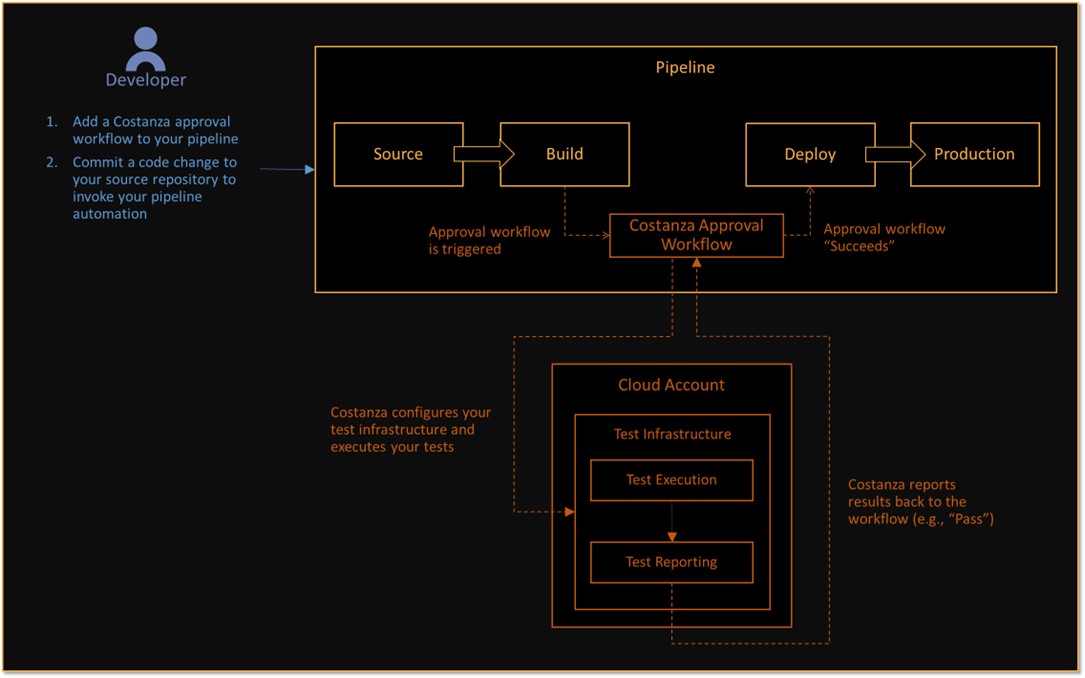 Developer
1. Add a Costanza approval
workflow to your pipeline
2. Commit a code change to
your source repository to
invoke your pipeline
automation
Pipeline
Source
Build
Deploy
Production
Approval workflow
is triggered
Costanza Approval
Workflow
Approval workflow
“Succeeds”
Cloud Account
Costanza configures your
test infrastructure and
executes your tests
Test Infrastructure
Test Execution
Test Reporting
Costanza reports
results back to the
workflow (e.g., “Pass”)